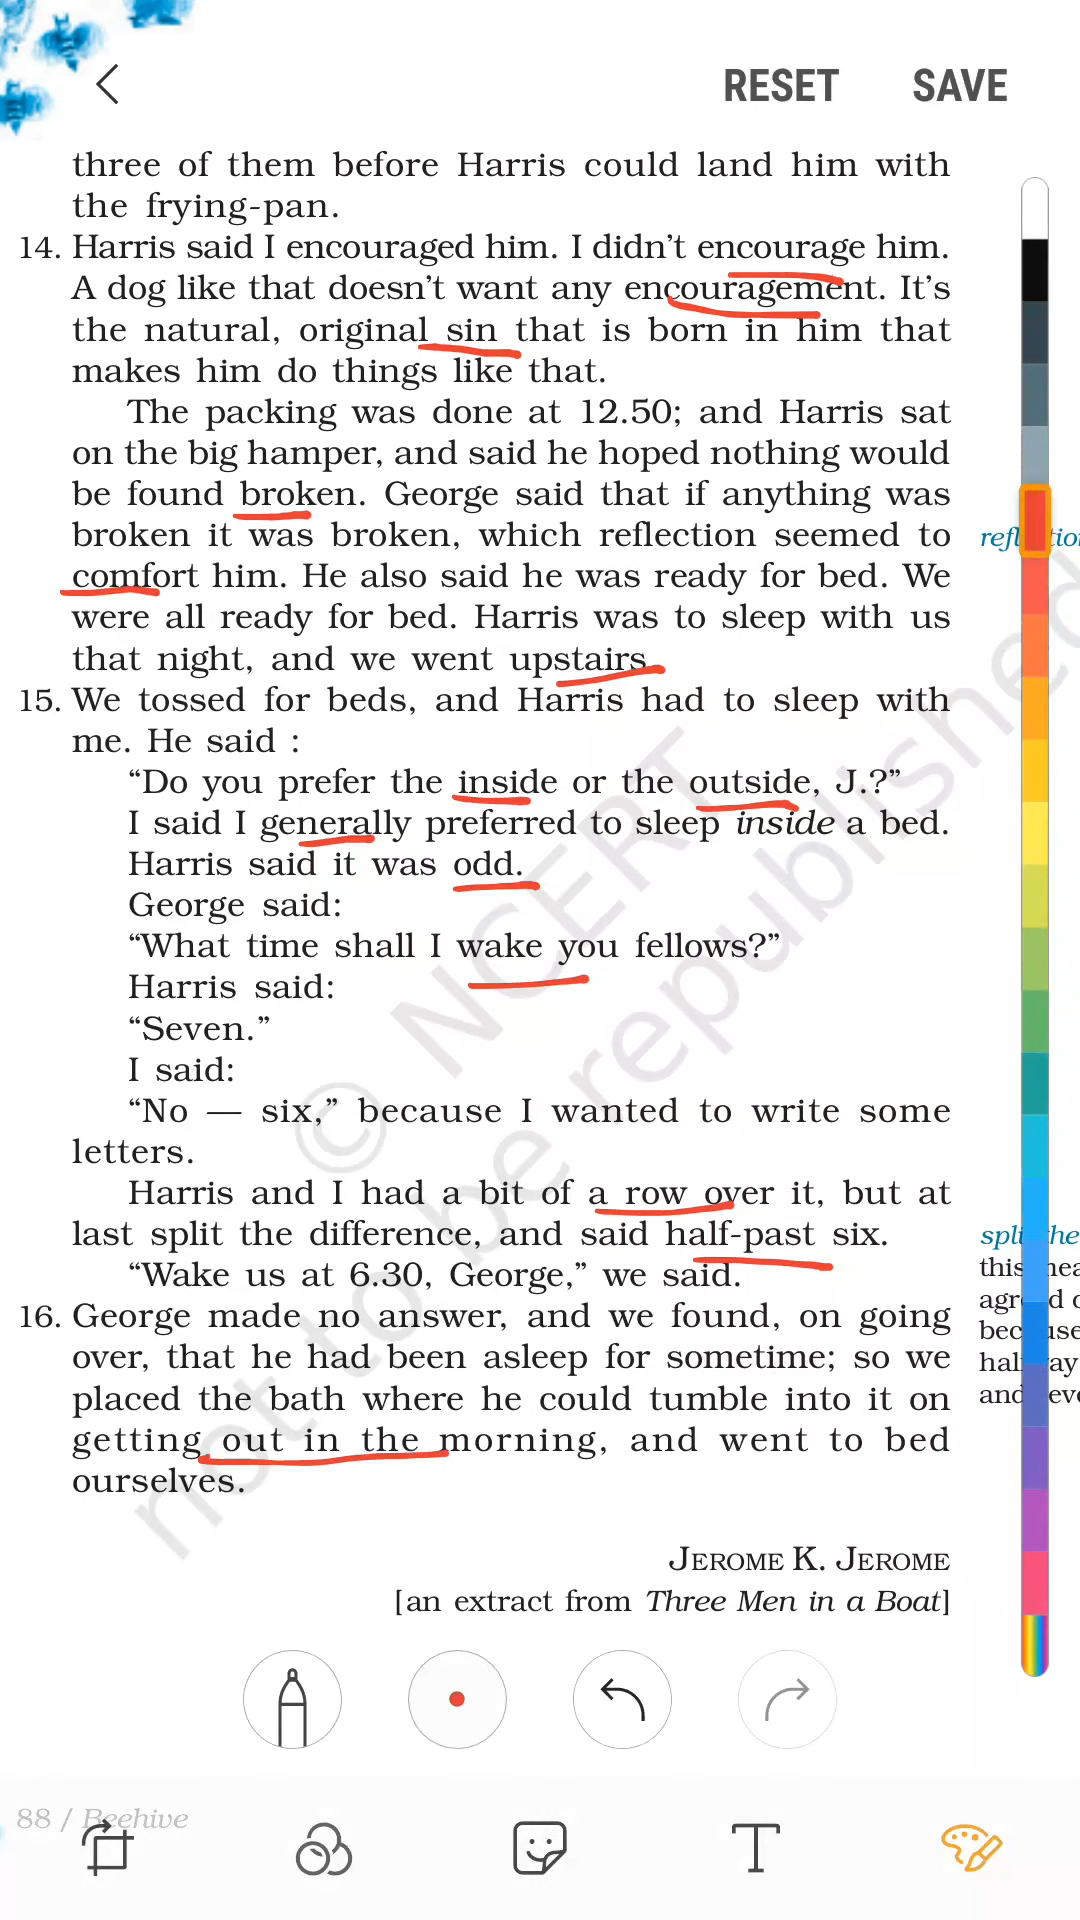 RESET SAVE
three of them before Harris could land him with
the frying-pan.
14. Harris said I encouraged him. I didn't encourage him.
A dog like that doesn't want any encouragement. It's
the natural, original sin that is born in him that
makes him do things like that.
The packing was done at 12.50; and Harris sat
on the big hamper, and said he hoped nothing would
be found broken. George said that if anything was
broken it was broken, which reflection seemed to
comfort him. He also said he was ready for bed. We
were all ready for bed. Harris was to sleep with us
that night, and we went upstairs.
15. We tossed for beds, and Harris had to sleep with
me. He said :
“Do you prefer the inside or the outside, J.?”
I said I generally preferred to sleep inside a bed.
Harris said it was odd.
George said:
“What time shall I wake you fellows?”
Harris said:
“Seven.”
I said:
“No — six,” because I wanted to write some
letters.
Harris and I had a bit of a row over it, but at
last split the difference, and said half-past six.
“Wake us at 6.30, George,” we said.
16. George made no answer, and we found, on going
over, that he had been asleep for sometime; so we
placed the bath where he could tumble into it on
getting out in the morning, and went to bed
ourselves.
JEROME K. JEROME
[an extract from Three Men in a Boat]
88 / Beehive
© NCERT
not to be republished